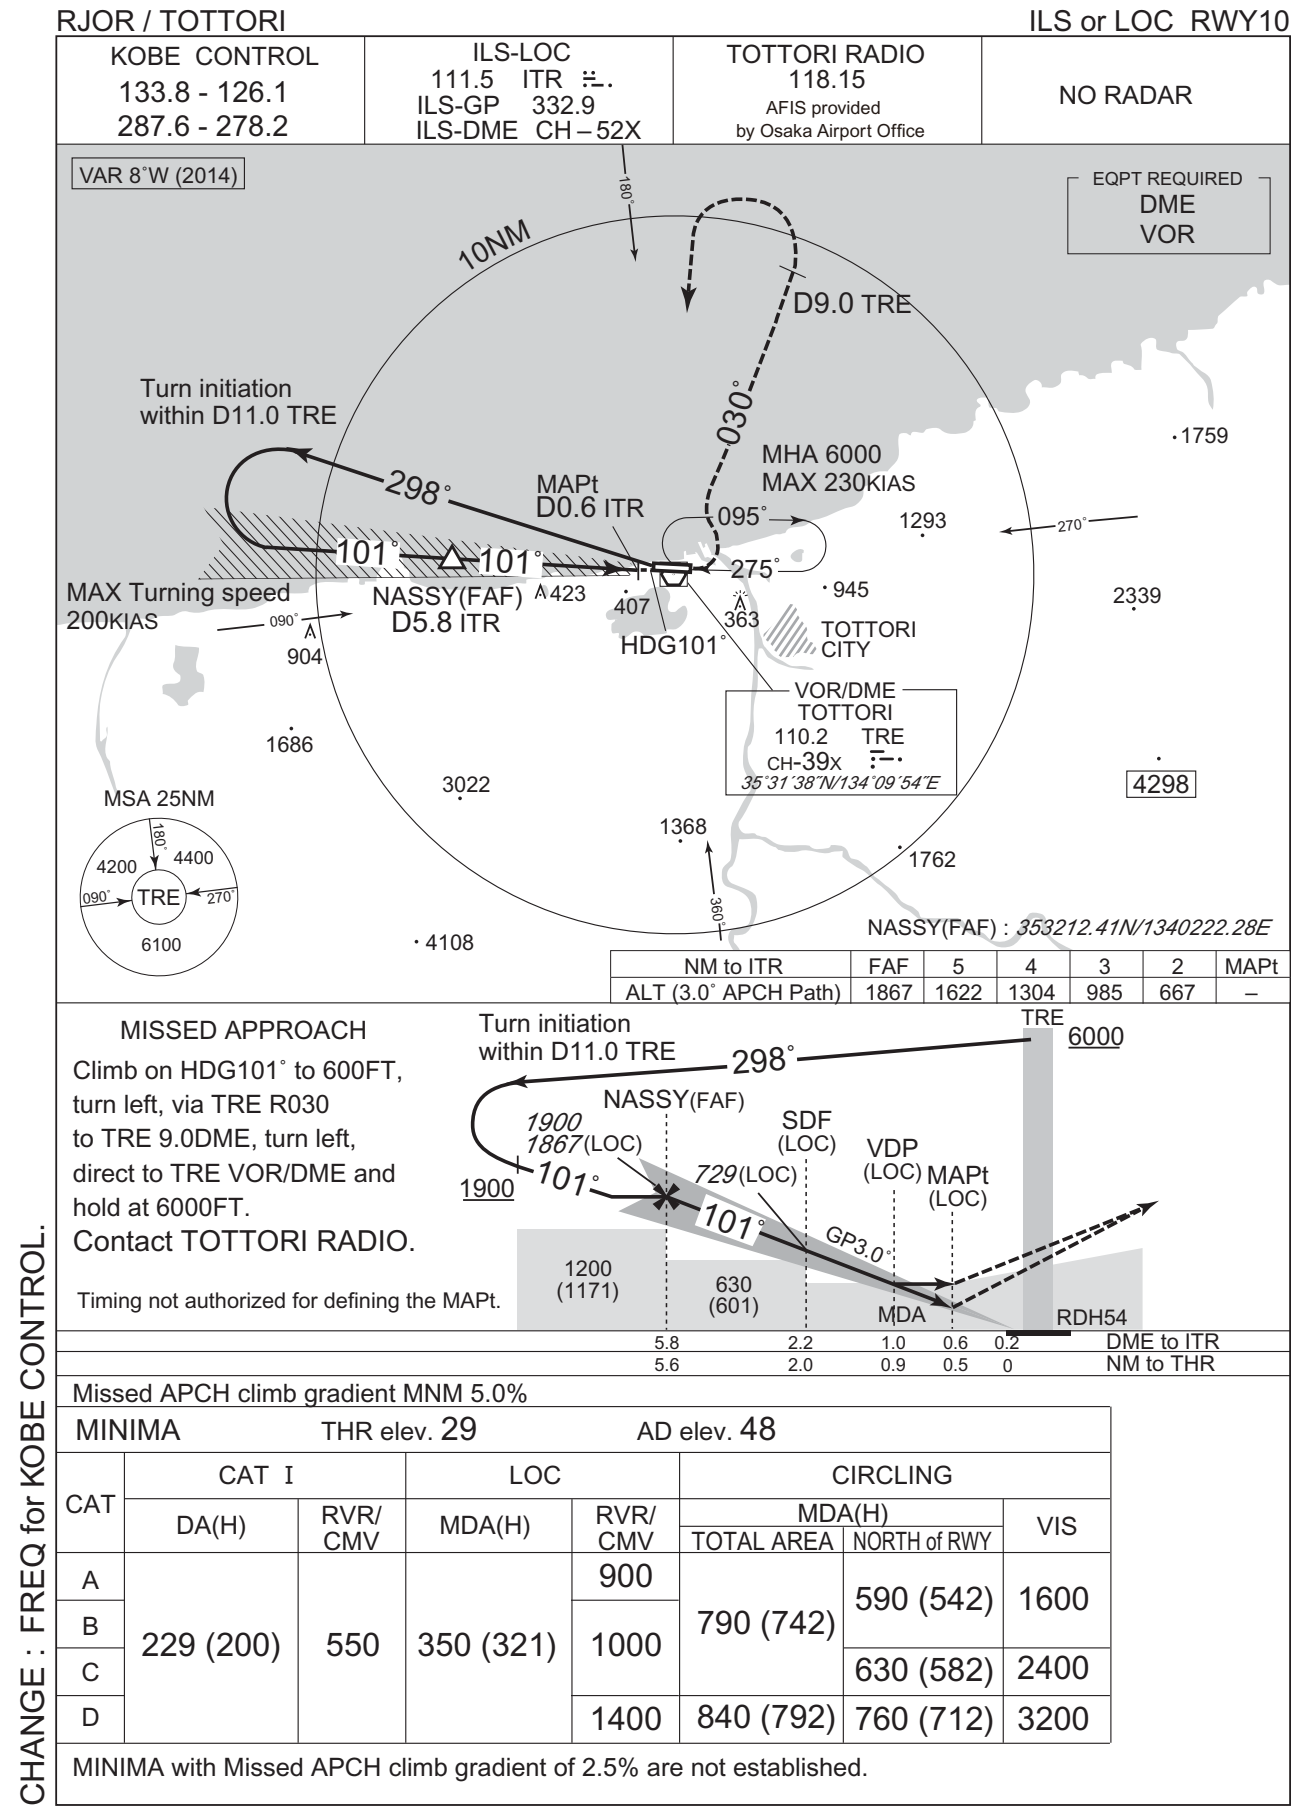 RJOR / TOTTORI
ILS or LOC RWY10
KOBE CONTROL
133.8 - 126.1
287.6 - 278.2
ILS-LOC
111.5 ITR
ILS-GP 332.9
ILS-DME CH – 52X
TOTTORI RADIO
118.15
AFIS provided
by Osaka Airport Office
NO RADAR
VAR 8˚W (2014)
EQPT REQUIRED
DME
VOR
180˚
10NM
D9.0 TRE
Turn initiation
within D11.0 TRE
030˚
1759
298˚
MHA 6000
MAX 230KIAS
MAPt
D0.6 ITR
095˚
1293
270˚
101˚
101˚
275˚
MAX Turning speed
200KIAS
NASSY(FAF)
D5.8 ITR
423
407
945
2339
363
090˚
904
HDG101˚
TOTTORI
CITY
VOR/DME
TOTTORI
110.2 TRE
CH-39X
35˚31´38˝N/134˚09´54˝E
1686
3022
4298
MSA 25NM
180˚
4200
4400
090˚
TRE
270˚
6100
1368
1762
360˚
4108
NASSY(FAF) : 353212.41N/1340222.28E
NM to ITR FAF 5 4 3 2 MAPt
ALT (3.0˚ APCH Path) 1867 1622 1304 985 667 –
MISSED APPROACH
Climb on HDG101˚ to 600FT,
turn left, via TRE R030
to TRE 9.0DME, turn left,
direct to TRE VOR/DME and
hold at 6000FT.
Contact TOTTORI RADIO.
Timing not authorized for defining the MAPt.
Turn initiation
within D11.0 TRE
TRE
6000
298˚
NASSY(FAF)
1900
1867(LOC)
SDF
(LOC)
VDP
(LOC)
MAPt
(LOC)
729(LOC)
1900
101˚
101˚
GP3.0˚
1200
(1171)
630
(601)
MDA
RDH54
5.8 2.2 1.0 0.6 0.2 DME to ITR
5.6 2.0 0.9 0.5 0 NM to THR
Missed APCH climb gradient MNM 5.0%
MINIMA THR elev. 29 AD elev. 48
CAT
CAT I
LOC
CIRCLING
DA(H)
RVR/
CMV
MDA(H)
RVR/
CMV
MDA(H)
TOTAL AREA
NORTH of RWY
VIS
A
B
C
D
229 (200)
550
350 (321)
900
1000
1400
790 (742)
840 (792)
590 (542)
630 (582)
760 (712)
1600
2400
3200
MINIMA with Missed APCH climb gradient of 2.5% are not established.
CHANGE : FREQ for KOBE CONTROL.